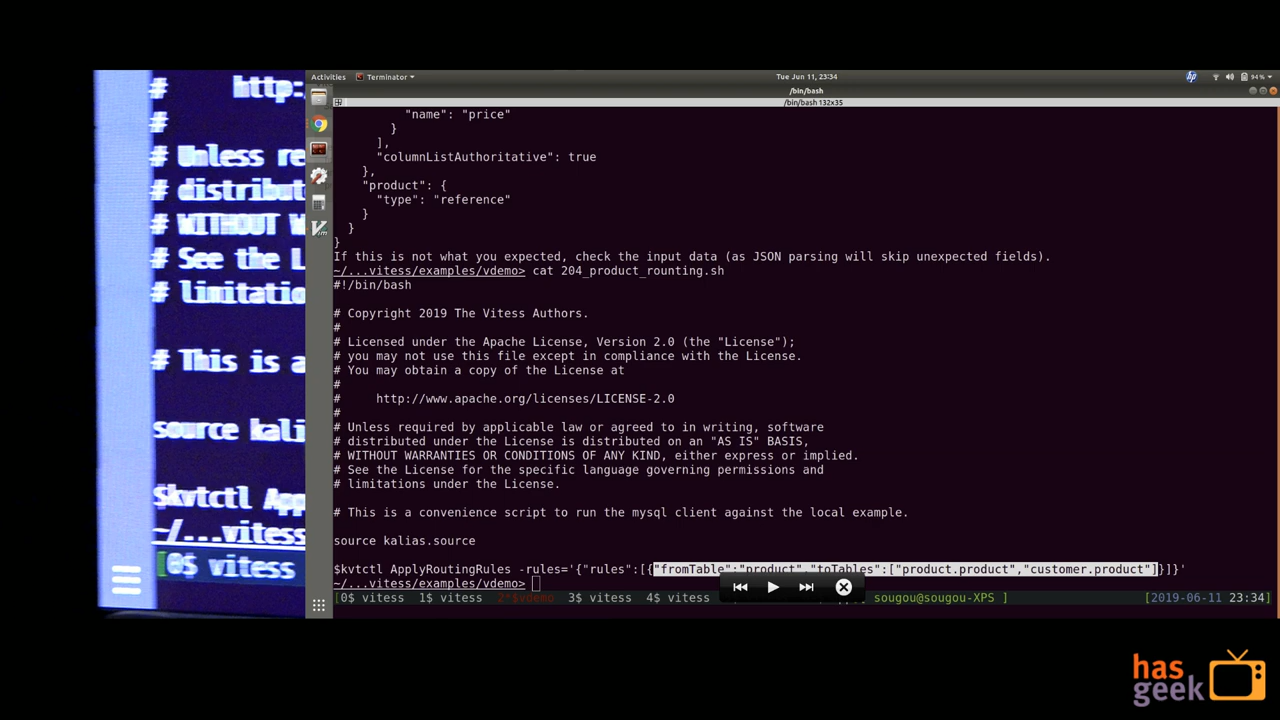 #     http:
#
# Unless re
# distribut
# WITHOUT W
# See the L
# limitatio
# This is a
source kali
$kvtctl App
~/...vitess
0$ vitess
Activities
Terminator
Tue Jun 11, 23:34
94%
/bin/bash
/bin/bash 132x35
"name": "price"
}
],
"columnListAuthoritative": true
},
"product": {
"type": "reference"
}
}
}
If this is not what you expected, check the input data (as JSON parsing will skip unexpected fields).
~/...vitess/examples/vdemo> cat 204_product_rounting.sh
#!/bin/bash
# Copyright 2019 The Vitess Authors.
#
# Licensed under the Apache License, Version 2.0 (the "License");
# you may not use this file except in compliance with the License.
# You may obtain a copy of the License at
#
#     http://www.apache.org/licenses/LICENSE-2.0
#
# Unless required by applicable law or agreed to in writing, software
# distributed under the License is distributed on an "AS IS" BASIS,
# WITHOUT WARRANTIES OR CONDITIONS OF ANY KIND, either express or implied.
# See the License for the specific language governing permissions and
# limitations under the License.
# This is a convenience script to run the mysql client against the local example.
source kalias.source
$kvtctl ApplyRoutingRules -rules='{"rules":[{"fromTable":"product","toTables":["product.product","customer.product"]}]}'
~/...vitess/examples/vdemo>
[0$ vitess 1$ vitess 2*$vdemo 3$ vitess 4$ vitess sougou@sougou-XPS ] [2019-06-11 23:34]
has
geek